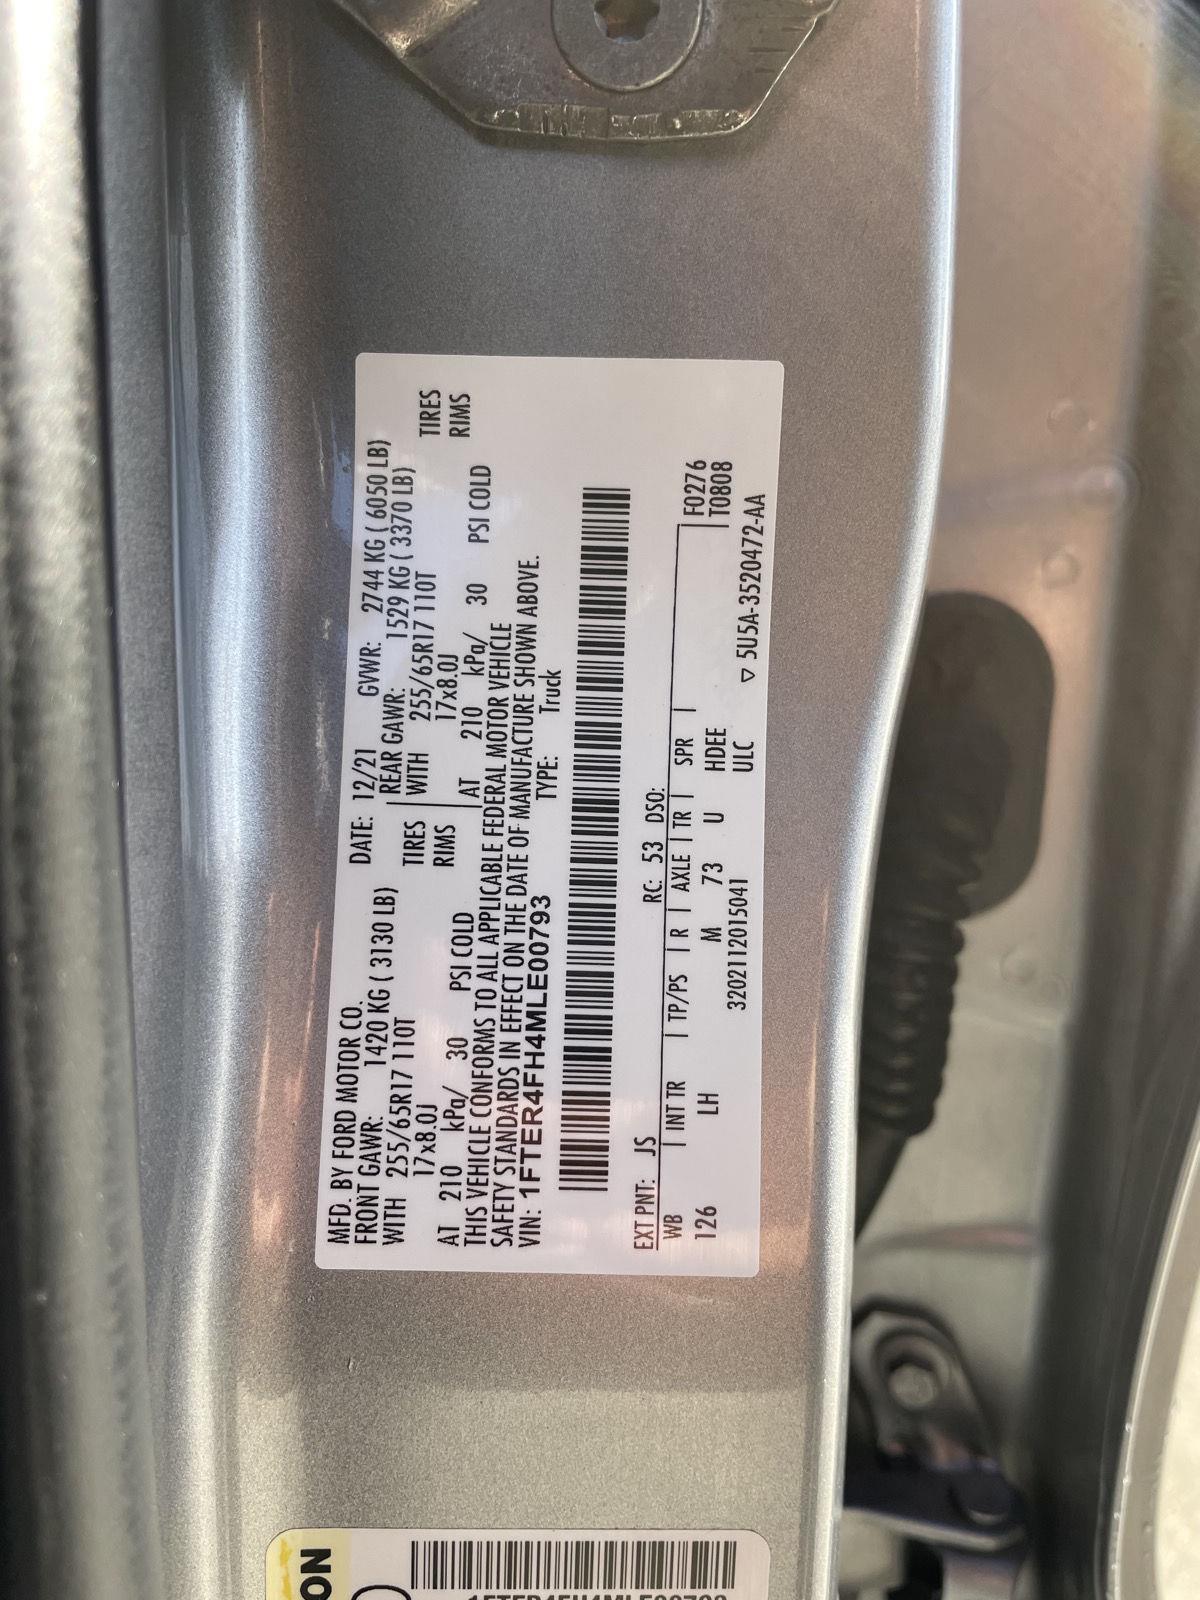 MFD. BY FORD MOTOR CO. DATE: 12/21 GVWR: 2744 KG ( 6050 LB)
FRONT GAWR: 1420 KG ( 3130 LB) REAR GAWR: 1529 KG ( 3370 LB)
WITH 255/65R17 110T TIRES WITH 255/65R17 110T TIRES
17x8.0J RIMS 17x8.0J RIMS
AT 210 kPa/ 30 PSI COLD AT 210 kPa/ 30 PSI COLD
THIS VEHICLE CONFORMS TO ALL APPLICABLE FEDERAL MOTOR VEHICLE
SAFETY STANDARDS IN EFFECT ON THE DATE OF MANUFACTURE SHOWN ABOVE.
VIN: 1FTER4FH4MLE00793 TYPE: Truck
EXT PNT: JS RC: 53 DSO:
WB INT TR TP/PS R AXLE TR SPR F0276
126 LH M 73 U HDEE T0808
3202112015041 ULC ▽ 5U5A-3520472-AA
ON